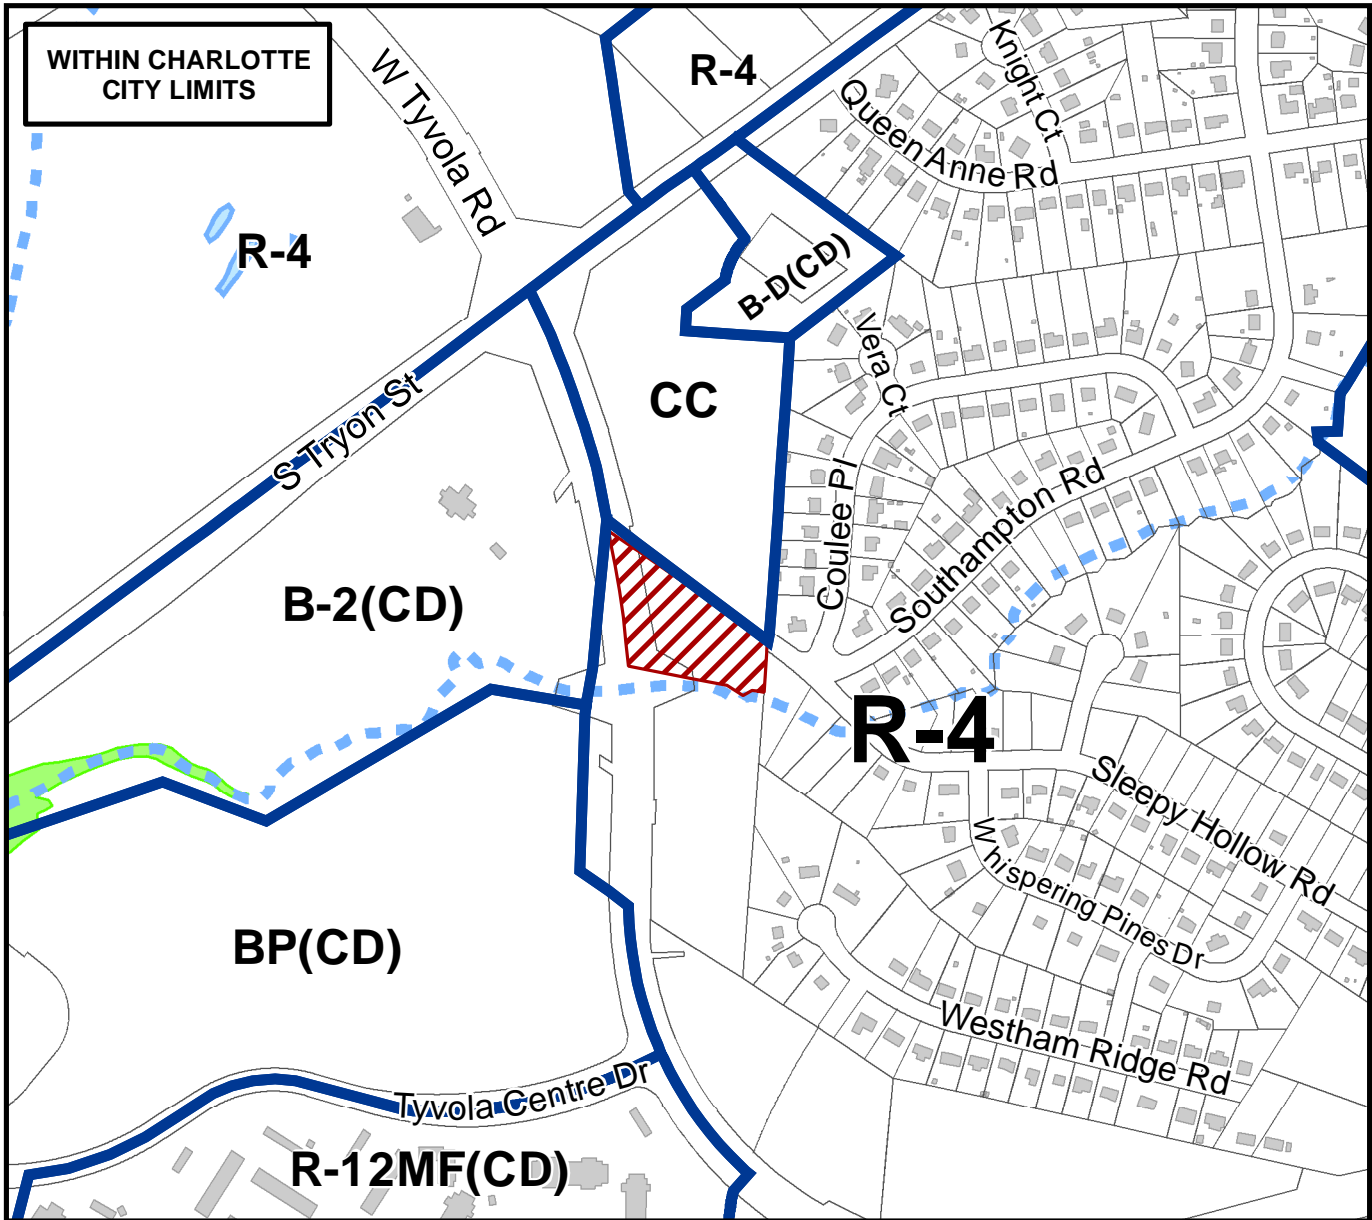 WITHIN CHARLOTTE
CITY LIMITS
W Tyvola Rd
R-4
Knight Ct
Queen Anne Rd
R-4
B-D(CD)
Vera Ct
CC
S Tryon St
Coulee Pl
Southampton Rd
B-2(CD)
R-4
Sleepy Hollow Rd
Whispering Pines Dr
BP(CD)
Westham Ridge Rd
Tyvola Centre Dr
R-12MF(CD)